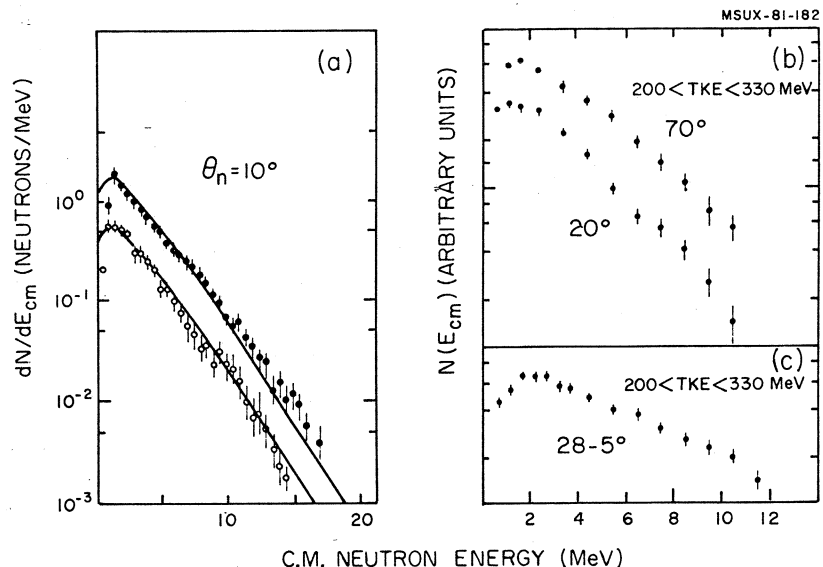 MSUX-81-182
(a)
θn=10°
dN/dEcm (NEUTRONS/MeV)
10⁰
10⁻¹
10⁻²
10⁻³
10
20
(b)
200<TKE<330 MeV
70°
20°
N(Ecm) (ARBITRARY UNITS)
(c)
200<TKE<330 MeV
28-5°
2 4 6 8 10 12
C.M. NEUTRON ENERGY (MeV)